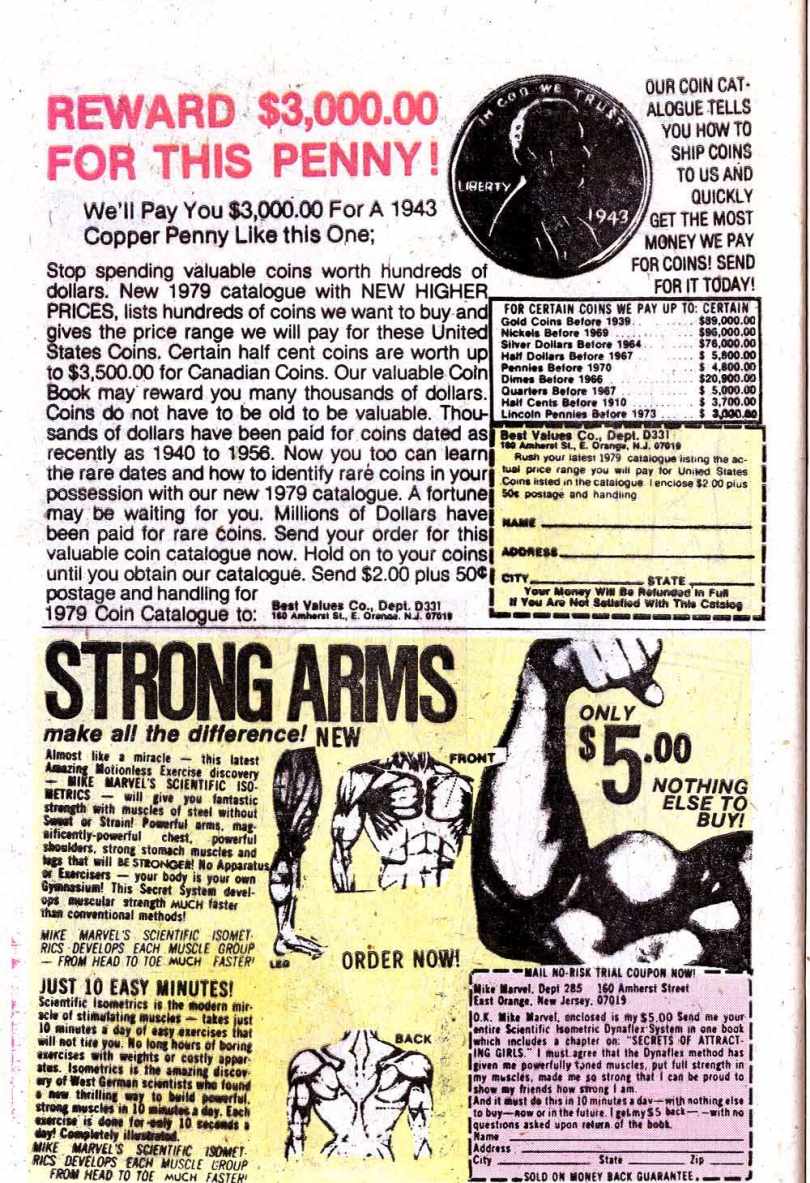 REWARD $3,000.00
FOR THIS PENNY!
We'll Pay You $3,000.00 For A 1943
Copper Penny Like this One;
Stop spending valuable coins worth hundreds of
dollars. New 1979 catalogue with NEW HIGHER
PRICES, lists hundreds of coins we want to buy and
gives the price range we will pay for these United
States Coins. Certain half cent coins are worth up
to $3,500.00 for Canadian Coins. Our valuable Coin
Book may reward you many thousands of dollars.
Coins do not have to be old to be valuable. Thou-
sands of dollars have been paid for coins dated as
recently as 1940 to 1956. Now you too can learn
the rare dates and how to identify rare coins in your
possession with our new 1979 catalogue. A fortune
may be waiting for you. Millions of Dollars have
been paid for rare coins. Send your order for this
valuable coin catalogue now. Hold on to your coins
until you obtain our catalogue. Send $2.00 plus 50¢
postage and handling for
1979 Coin Catalogue to: Best Values Co., Dept. D331
160 Amherst St., E. Orange, N.J. 07019
IN GOD WE TRUST
LIBERTY
1943
OUR COIN CAT-
ALOGUE TELLS
YOU HOW TO
SHIP COINS
TO US AND
QUICKLY
GET THE MOST
MONEY WE PAY
FOR COINS! SEND
FOR IT TODAY!
FOR CERTAIN COINS WE PAY UP TO: CERTAIN
Gold Coins Before 1939 $89,000.00
Nickels Before 1969 $96,000.00
Silver Dollars Before 1964 $76,000.00
Half Dollars Before 1967 $ 5,800.00
Pennies Before 1970 $ 4,800.00
Dimes Before 1966 $20,900.00
Quarters Before 1967 $ 5,000.00
Half Cents Before 1910 $ 3,700.00
Lincoln Pennies Before 1973 $ 3,000.00
Best Values Co., Dept. D331
160 Amherst St., E. Orange, N.J. 07019
Rush your latest 1979 catalogue listing the ac-
tual price range you will pay for United States
Coins listed in the catalogue. I enclose $2.00 plus
50¢ postage and handling
NAME
ADDRESS
CITY STATE
Your Money Will Be Refunded In Full
If You Are Not Satisfied With This Catalog
STRONG ARMS
make all the difference! NEW
Almost like a miracle — this latest
Amazing Motionless Exercise discovery
— MIKE MARVEL'S SCIENTIFIC ISO-
METRICS — will give you fantastic
strength with muscles of steel without
Sweat or Strain! Powerful arms, mag-
nificently-powerful chest, powerful
shoulders, strong stomach muscles and
legs that will BE STRONGER! No Apparatus
or Exercisers — your body is your own
Gymnasium! This Secret System devel-
ops muscular strength MUCH faster
than conventional methods!
MIKE MARVEL'S SCIENTIFIC ISOMET-
RICS DEVELOPS EACH MUSCLE GROUP
— FROM HEAD TO TOE MUCH FASTER!
JUST 10 EASY MINUTES!
Scientific Isometrics is the modern mir-
acle of stimulating muscles — takes just
10 minutes a day of easy exercises that
will not tire you. No long hours of boring
exercises with weights or costly appar-
atus. Isometrics is the amazing discov-
ery of West German scientists who found
a new thrilling way to build powerful,
strong muscles in 10 minutes a day. Each
exercise is done for only 10 seconds a
day! Completely illustrated.
MIKE MARVEL'S SCIENTIFIC ISOMET-
RICS DEVELOPS EACH MUSCLE GROUP
FROM HEAD TO TOE MUCH FASTER!
FRONT
LEG
ORDER NOW!
BACK
ONLY
$5.00
NOTHING
ELSE TO
BUY!
MAIL NO-RISK TRIAL COUPON NOW!
Mike Marvel, Dept 285 160 Amherst Street
East Orange, New Jersey, 07019
O.K. Mike Marvel, enclosed is my $5.00 Send me your
entire Scientific Isometric Dynaflex System in one book
which includes a chapter on: "SECRETS OF ATTRACT-
ING GIRLS." I must agree that the Dynaflex method has
given me powerfully toned muscles, put full strength in
my muscles, made me so strong that I can be proud to
show my friends how strong I am.
And it must do this in 10 minutes a day—with nothing else
to buy—now or in the future. I get my $5 back— —with no
questions asked upon return of the book.
Name
Address
City State Zip
SOLD ON MONEY BACK GUARANTEE.